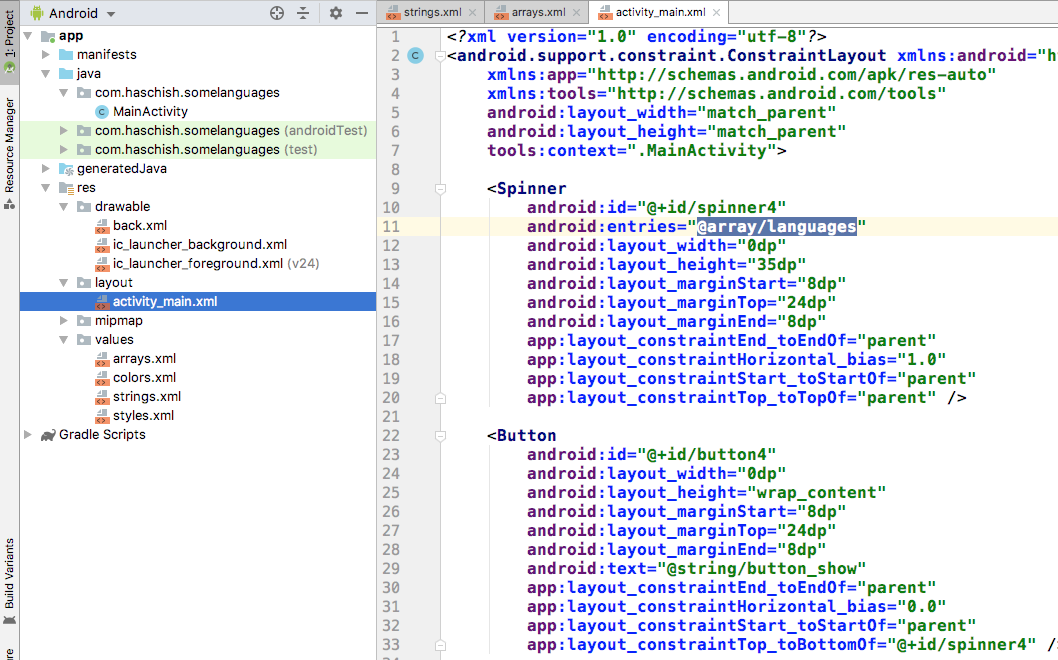 Android
strings.xml
arrays.xml
activity_main.xml
1: Project
Resource Manager
Build Variants
app
manifests
java
com.haschish.somelanguages
MainActivity
com.haschish.somelanguages (androidTest)
com.haschish.somelanguages (test)
generatedJava
res
drawable
back.xml
ic_launcher_background.xml
ic_launcher_foreground.xml (v24)
layout
activity_main.xml
mipmap
values
arrays.xml
colors.xml
strings.xml
styles.xml
Gradle Scripts
1 <?xml version="1.0" encoding="utf-8"?>
2 C <android.support.constraint.ConstraintLayout xmlns:android="h
3 xmlns:app="http://schemas.android.com/apk/res-auto"
4 xmlns:tools="http://schemas.android.com/tools"
5 android:layout_width="match_parent"
6 android:layout_height="match_parent"
7 tools:context=".MainActivity">
8
9 <Spinner
10 android:id="@+id/spinner4"
11 android:entries="@array/languages"
12 android:layout_width="0dp"
13 android:layout_height="35dp"
14 android:layout_marginStart="8dp"
15 android:layout_marginTop="24dp"
16 android:layout_marginEnd="8dp"
17 app:layout_constraintEnd_toEndOf="parent"
18 app:layout_constraintHorizontal_bias="1.0"
19 app:layout_constraintStart_toStartOf="parent"
20 app:layout_constraintTop_toTopOf="parent" />
21
22 <Button
23 android:id="@+id/button4"
24 android:layout_width="0dp"
25 android:layout_height="wrap_content"
26 android:layout_marginStart="8dp"
27 android:layout_marginTop="24dp"
28 android:layout_marginEnd="8dp"
29 android:text="@string/button_show"
30 app:layout_constraintEnd_toEndOf="parent"
31 app:layout_constraintHorizontal_bias="0.0"
32 app:layout_constraintStart_toStartOf="parent"
33 app:layout_constraintTop_toBottomOf="@+id/spinner4" /